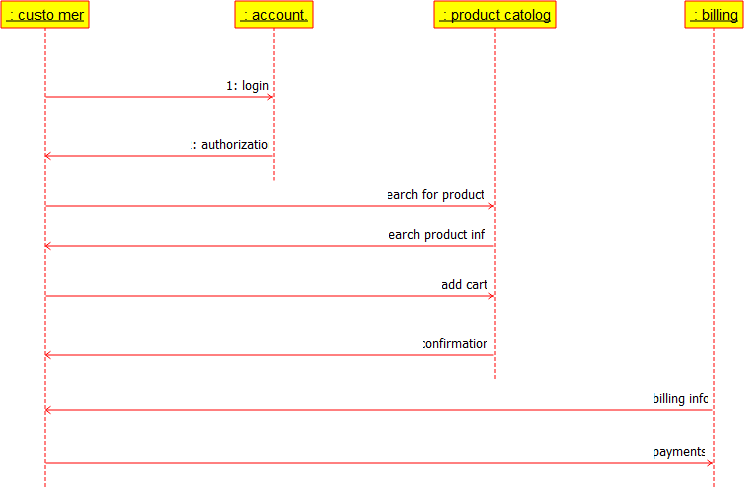 : custo mer
: account
: product catolog
: billing
1: login
: authorizatio
earch for product
earch product inf
add cart
confirmation
billing info
payments